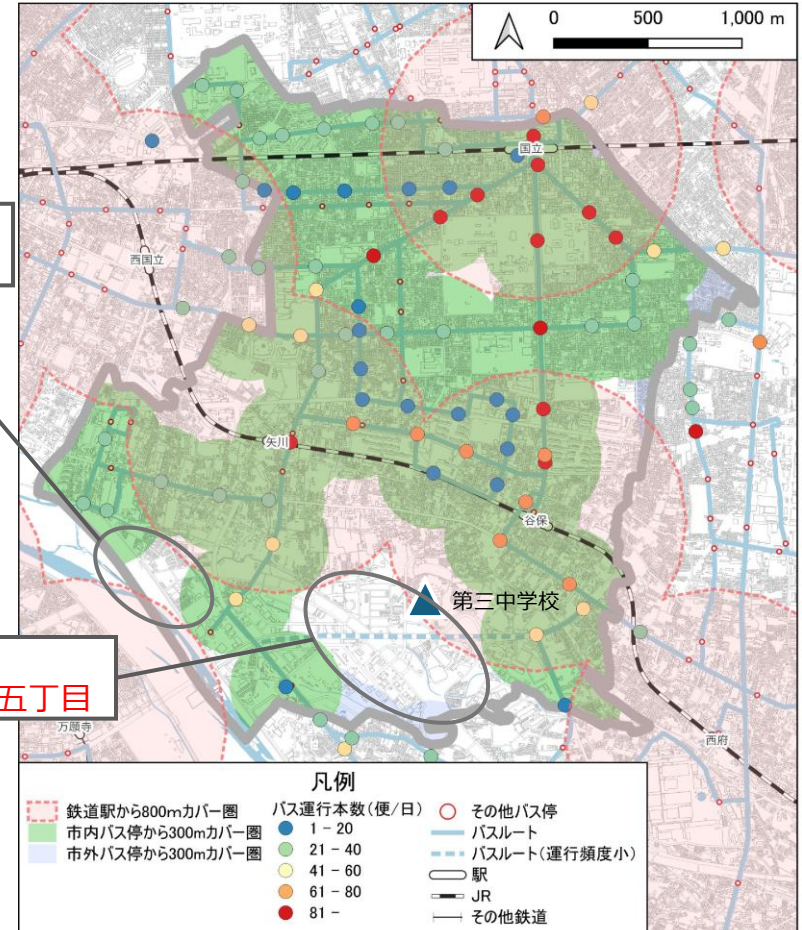 0 500 1,000 m
国立
西国立
矢川
谷保
第三中学校
五丁目
万願寺
西府
凡例
鉄道駅から800mカバー圏
市内バス停から300mカバー圏
市外バス停から300mカバー圏
バス運行本数(便/日)
1 - 20
21 - 40
41 - 60
61 - 80
81 -
その他バス停
バスルート
バスルート(運行頻度小)
駅
JR
その他鉄道